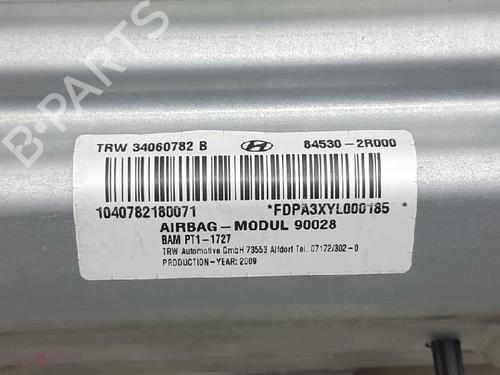 B-PARTS
TRW 34060782 B 84530-2R000
1040782180071 *FDPA3XYL000185*
AIRBAG-MODUL 90028
BAM PT1-1727
TRW Automotive GmbH 73553 Alfdorf Tel. 07172/302-0
PRODUCTION-YEAR: 2009
B-PARTS